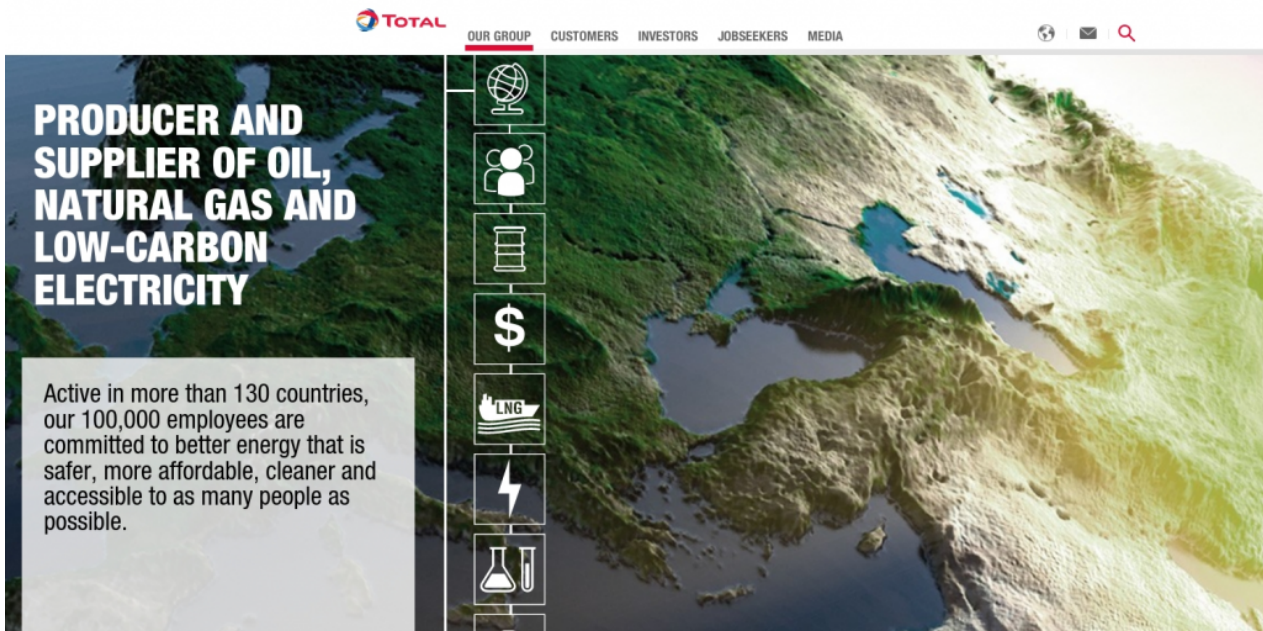 TOTAL
OUR GROUP CUSTOMERS INVESTORS JOBSEEKERS MEDIA
PRODUCER AND
SUPPLIER OF OIL,
NATURAL GAS AND
LOW-CARBON
ELECTRICITY
$
LNG
Active in more than 130 countries,
our 100,000 employees are
committed to better energy that is
safer, more affordable, cleaner and
accessible to as many people as
possible.